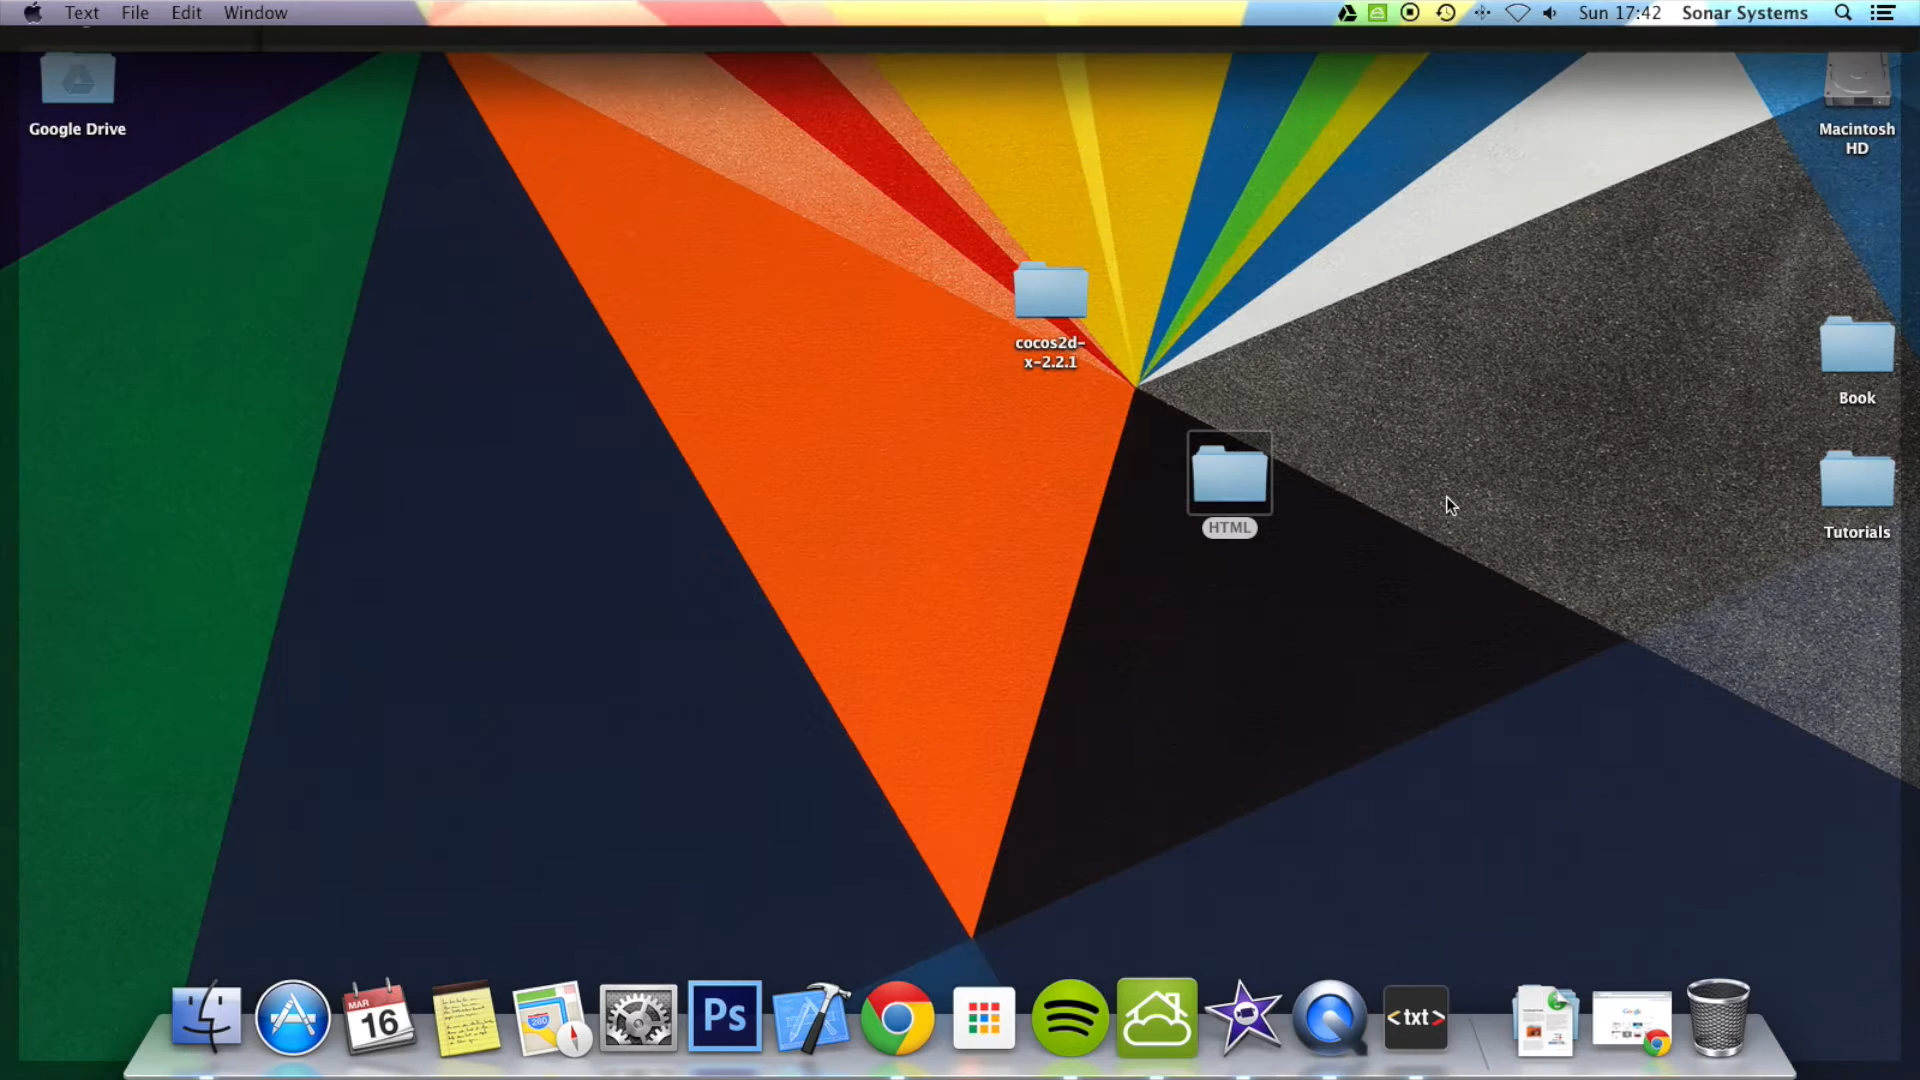 Text File Edit Window Sun 17:42 Sonar Systems
Google Drive
Macintosh
HD
cocos2d-
x-2.2.1
Book
HTML
Tutorials
MAR
16
280
Ps
<txt>